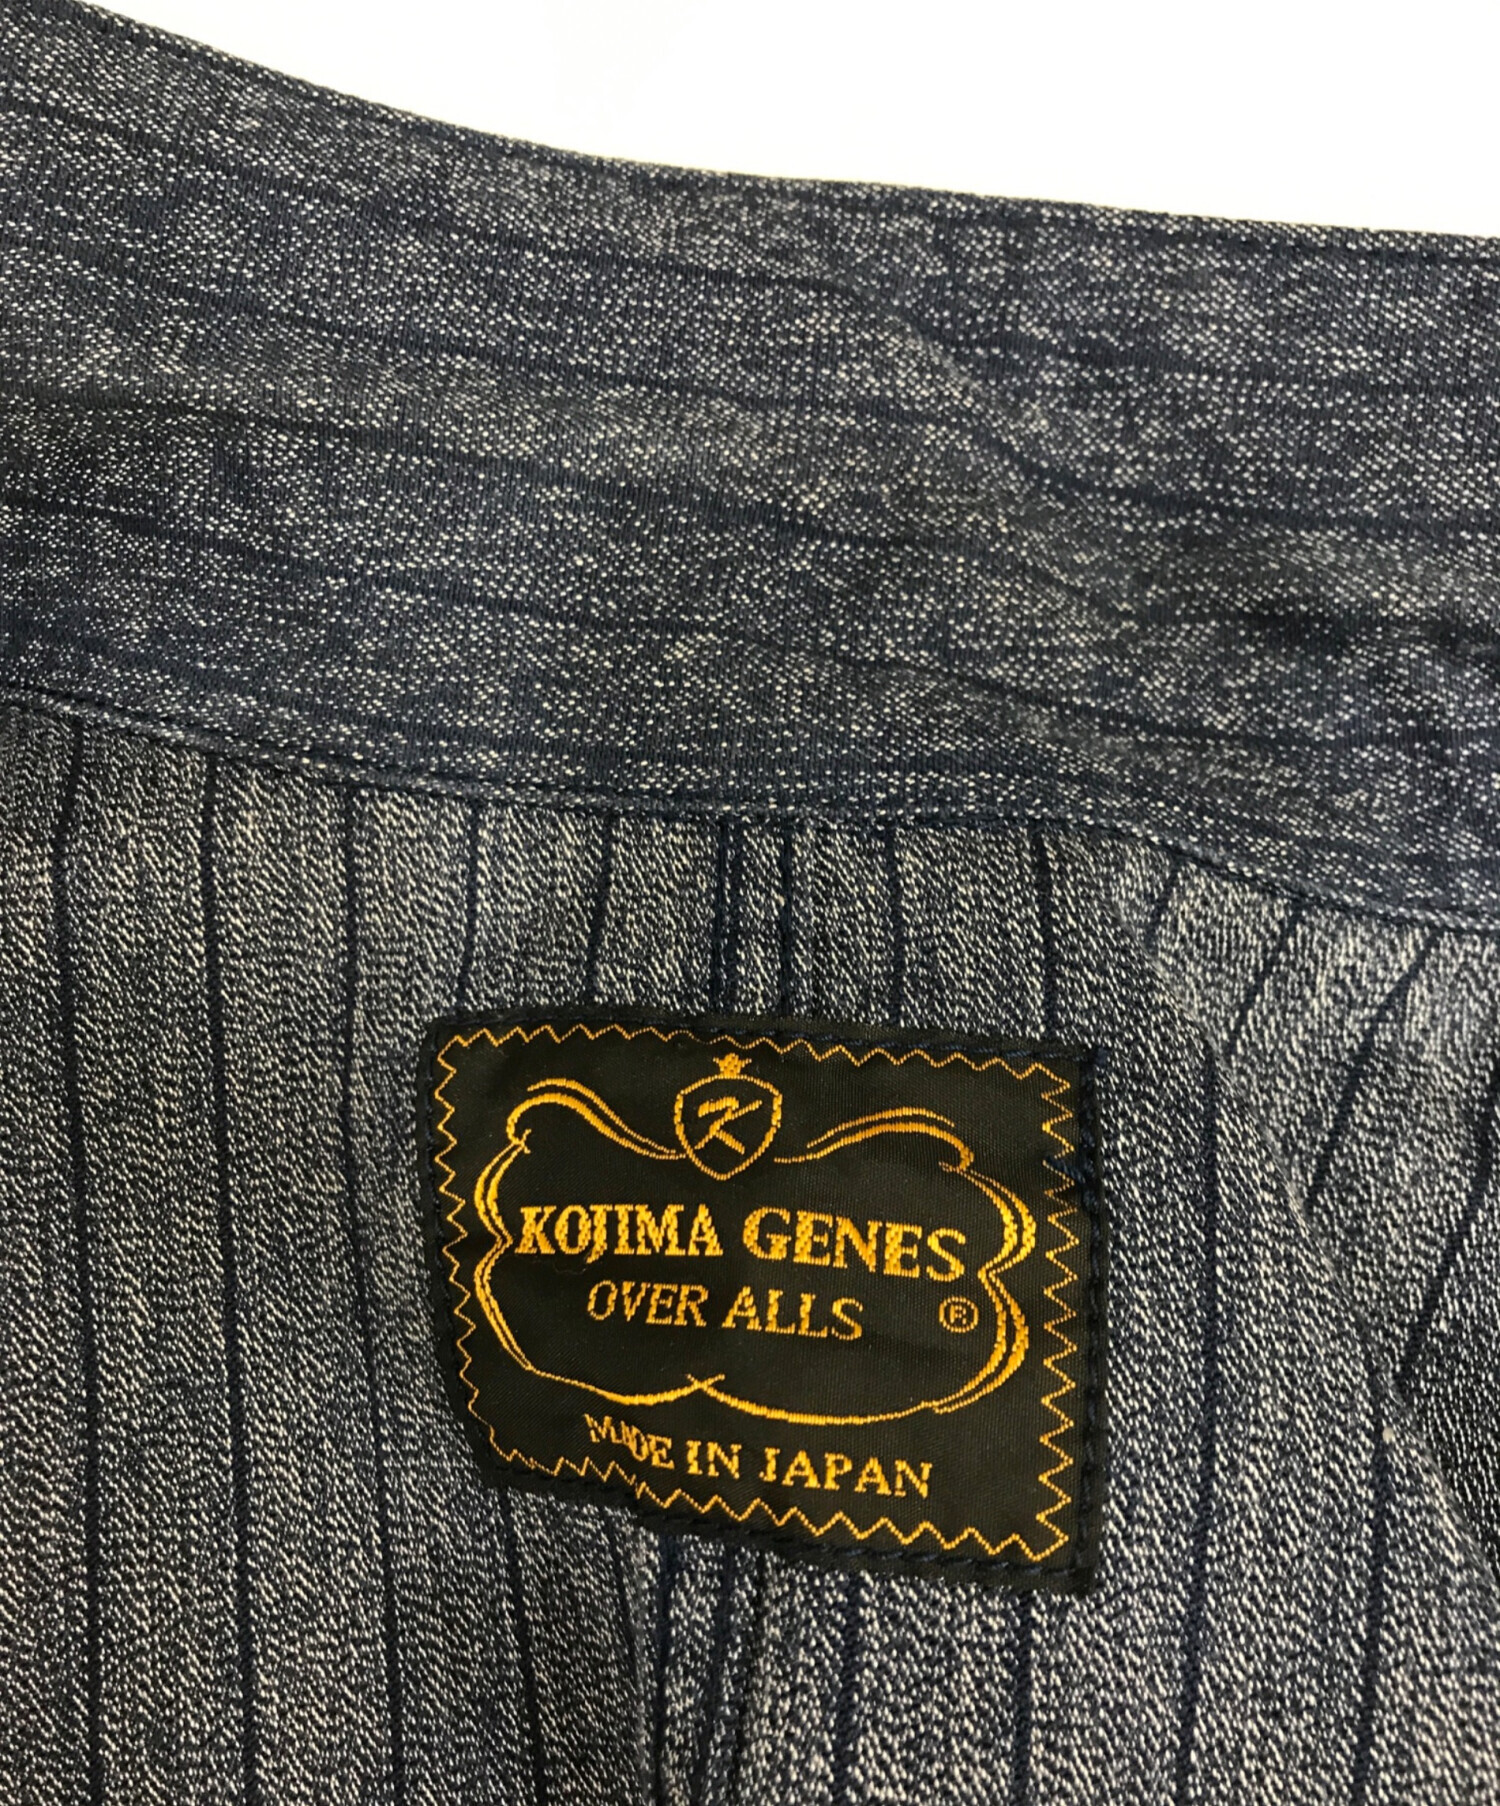 K
KOJIMA GENES
OVER ALLS ®
MADE IN JAPAN